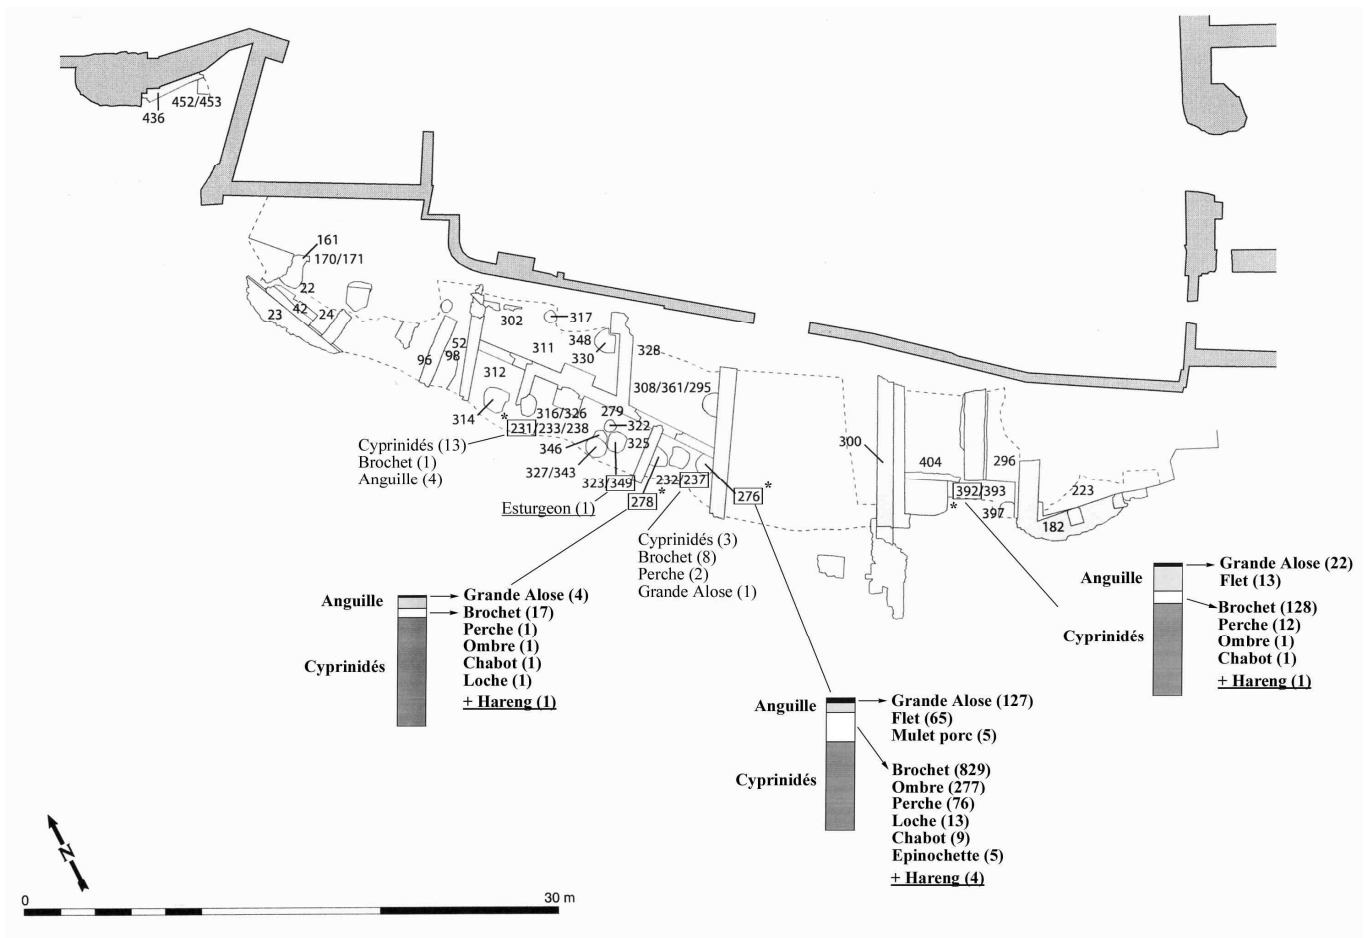 452/453
436
161
170/171
22
42
23
24
302
317
52
311
348
96
98
330
328
312
308/361/295
314
*
316/326
279
231/233/238
322
300
Cyprinidés (13)
Brochet (1)
Anguille (4)
346
325
404
296
327/343
323/349
232/237
*
276
*
278
392/393
223
*
397
182
Esturgeon (1)
Cyprinidés (3)
Brochet (8)
Perche (2)
Grande Alose (1)
Anguille
Cyprinidés
Grande Alose (4)
Brochet (17)
Perche (1)
Ombre (1)
Chabot (1)
Loche (1)
+ Hareng (1)
Anguille
Cyprinidés
Grande Alose (22)
Flet (13)
Brochet (128)
Perche (12)
Ombre (1)
Chabot (1)
+ Hareng (1)
Anguille
Cyprinidés
Grande Alose (127)
Flet (65)
Mulet porc (5)
Brochet (829)
Ombre (277)
Perche (76)
Loche (13)
Chabot (9)
Epinochette (5)
+ Hareng (4)
N
0
30 m